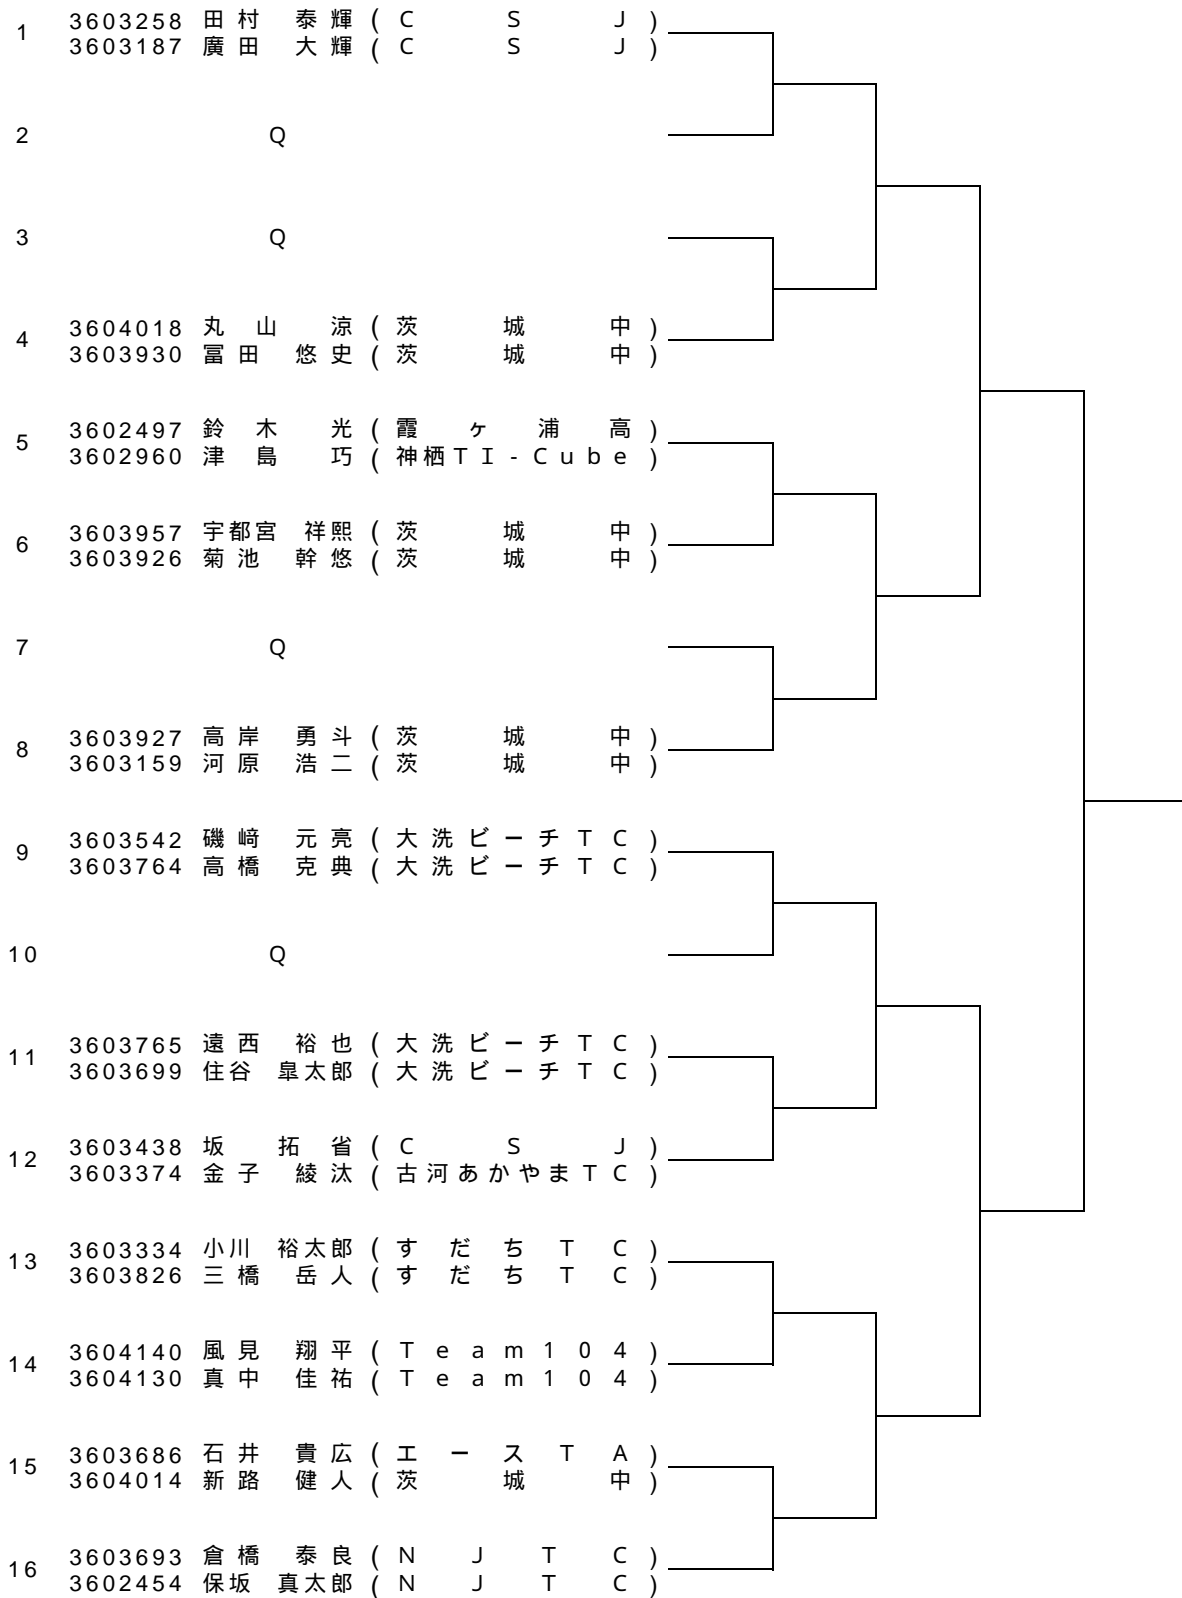 1 3603258 田村 泰輝 (CSJ)
3603187 廣田 大輝 (CSJ)
2 Q
3 Q
4 3604018 丸山 涼 (茨城中)
3603930 冨田 悠史 (茨城中)
5 3602497 鈴木 光 (霞ヶ浦高)
3602960 津島 巧 (神栖TI-Cube)
6 3603957 宇都宮 祥熙 (茨城中)
3603926 菊池 幹悠 (茨城中)
7 Q
8 3603927 高岸 勇斗 (茨城中)
3603159 河原 浩二 (茨城中)
9 3603542 磯﨑 元亮 (大洗ビーチTC)
3603764 高橋 克典 (大洗ビーチTC)
10 Q
11 3603765 遠西 裕也 (大洗ビーチTC)
3603699 住谷 皐太郎 (大洗ビーチTC)
12 3603438 坂 拓省 (CSJ)
3603374 金子 綾汰 (古河あかやまTC)
13 3603334 小川 裕太郎 (すだちTC)
3603826 三橋 岳人 (すだちTC)
14 3604140 風見 翔平 (Team104)
3604130 真中 佳祐 (Team104)
15 3603686 石井 貴広 (エースTA)
3604014 新路 健人 (茨城中)
16 3603693 倉橋 泰良 (NJTC)
3602454 保坂 真太郎 (NJTC)